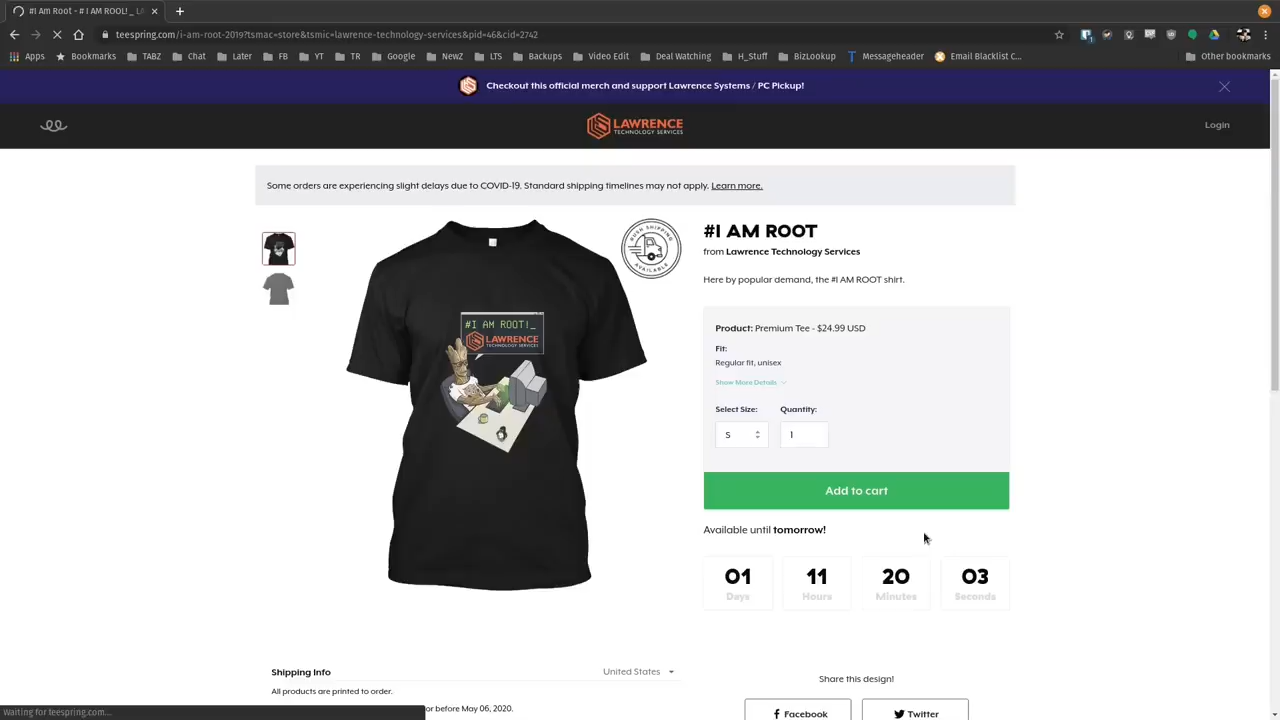 #I Am Root - # I AM ROOL! _ LA
teespring.com/i-am-root-2019?tsmac=store&tsmic=lawrence-technology-services&pid=46&cid=2742
Apps Bookmarks TABZ Chat Later FB YT TR Google NewZ LTS Backups Video Edit Deal Watching H_Stuff BizLookup Messageheader Email Blacklist C... Other bookmarks
Checkout this official merch and support Lawrence Systems / PC Pickup!
LAWRENCE
TECHNOLOGY SERVICES
Login
Some orders are experiencing slight delays due to COVID-19. Standard shipping timelines may not apply. Learn more.
RUSH SHIPPING
AVAILABLE
#I AM ROOT!_
LAWRENCE
TECHNOLOGY SERVICES
#I AM ROOT
from Lawrence Technology Services
Here by popular demand, the #I AM ROOT shirt.
Product: Premium Tee - $24.99 USD
Fit:
Regular fit, unisex
Show More Details
Select Size: Quantity:
S 1
Add to cart
Available until tomorrow!
01 11 20 03
Days Hours Minutes Seconds
Shipping Info United States
All products are printed to order.
or before May 06, 2020.
Share this design!
Facebook Twitter
Waiting for teespring.com...